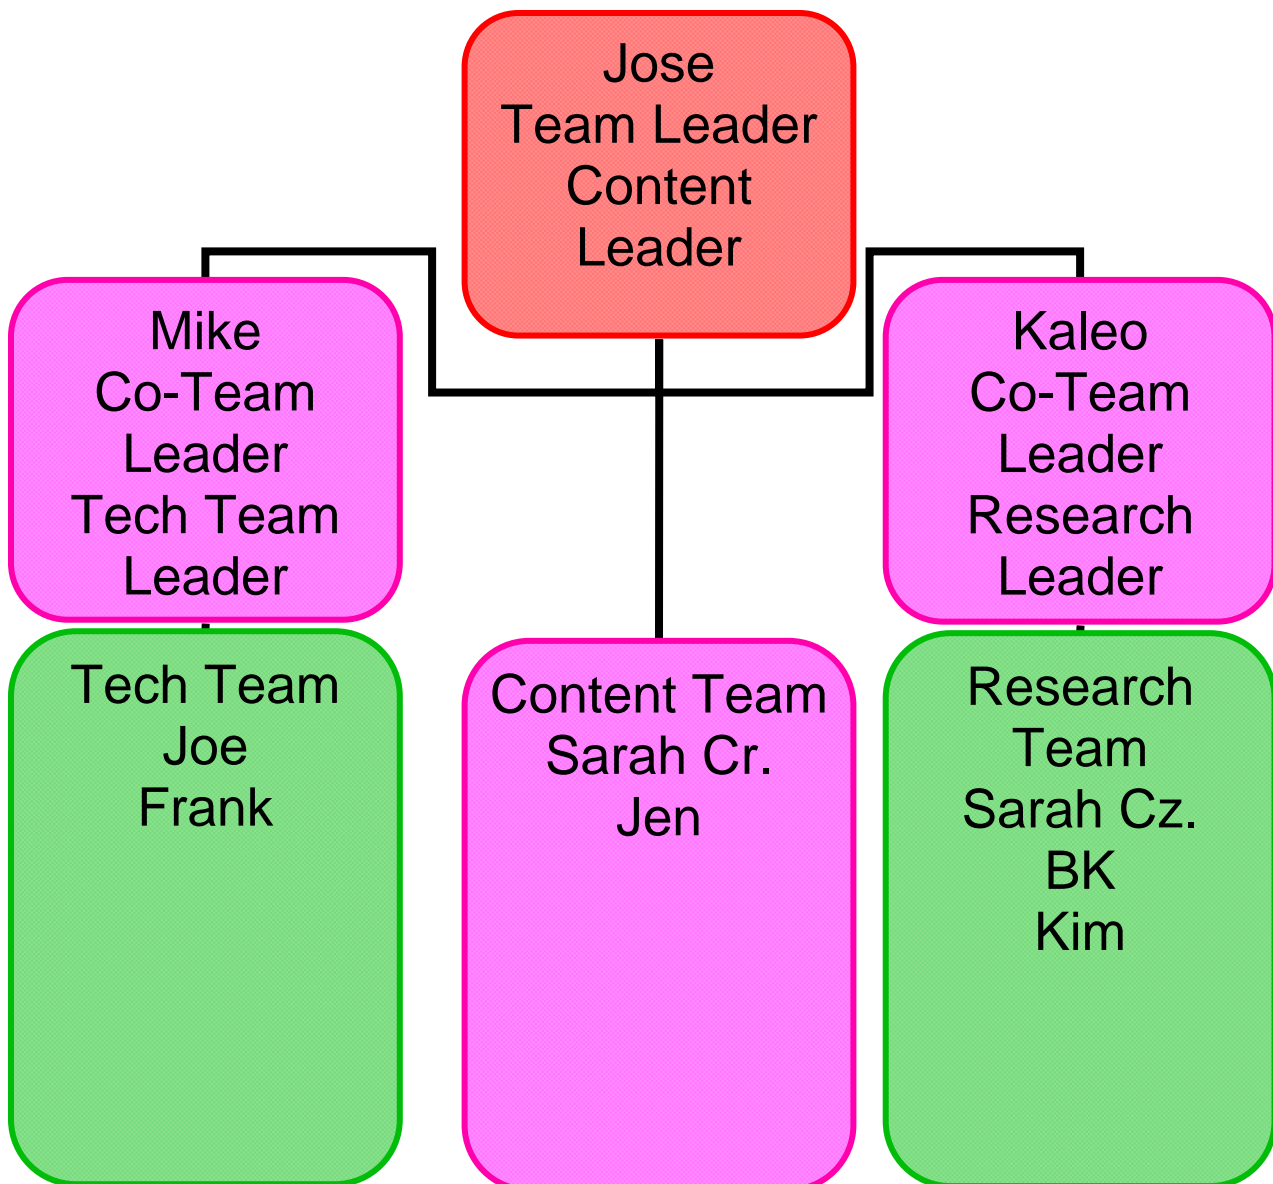 Jose
Team Leader
Content
Leader
Mike
Co-Team
Leader
Tech Team
Leader
Kaleo
Co-Team
Leader
Research
Leader
Tech Team
Joe
Frank
Content Team
Sarah Cr.
Jen
Research
Team
Sarah Cz.
BK
Kim